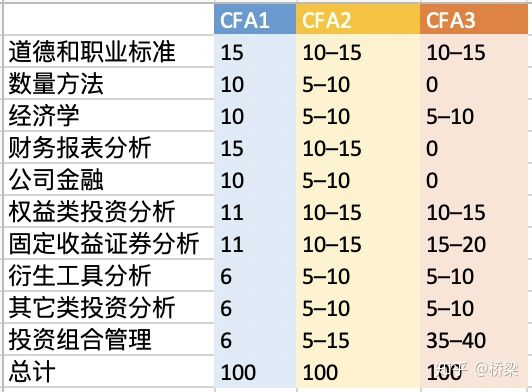 CFA1 CFA2 CFA3
道德和职业标准 15 10–15 10–15
数量方法 10 5–10 0
经济学 10 5–10 5–10
财务报表分析 15 10–15 0
公司金融 10 5–10 0
权益类投资分析 11 10–15 10–15
固定收益证券分析 11 10–15 15–20
衍生工具分析 6 5–10 5–10
其它类投资分析 6 5–10 5–10
投资组合管理 6 5–15 35–40
总计 100 100 100
知乎 @桥梁